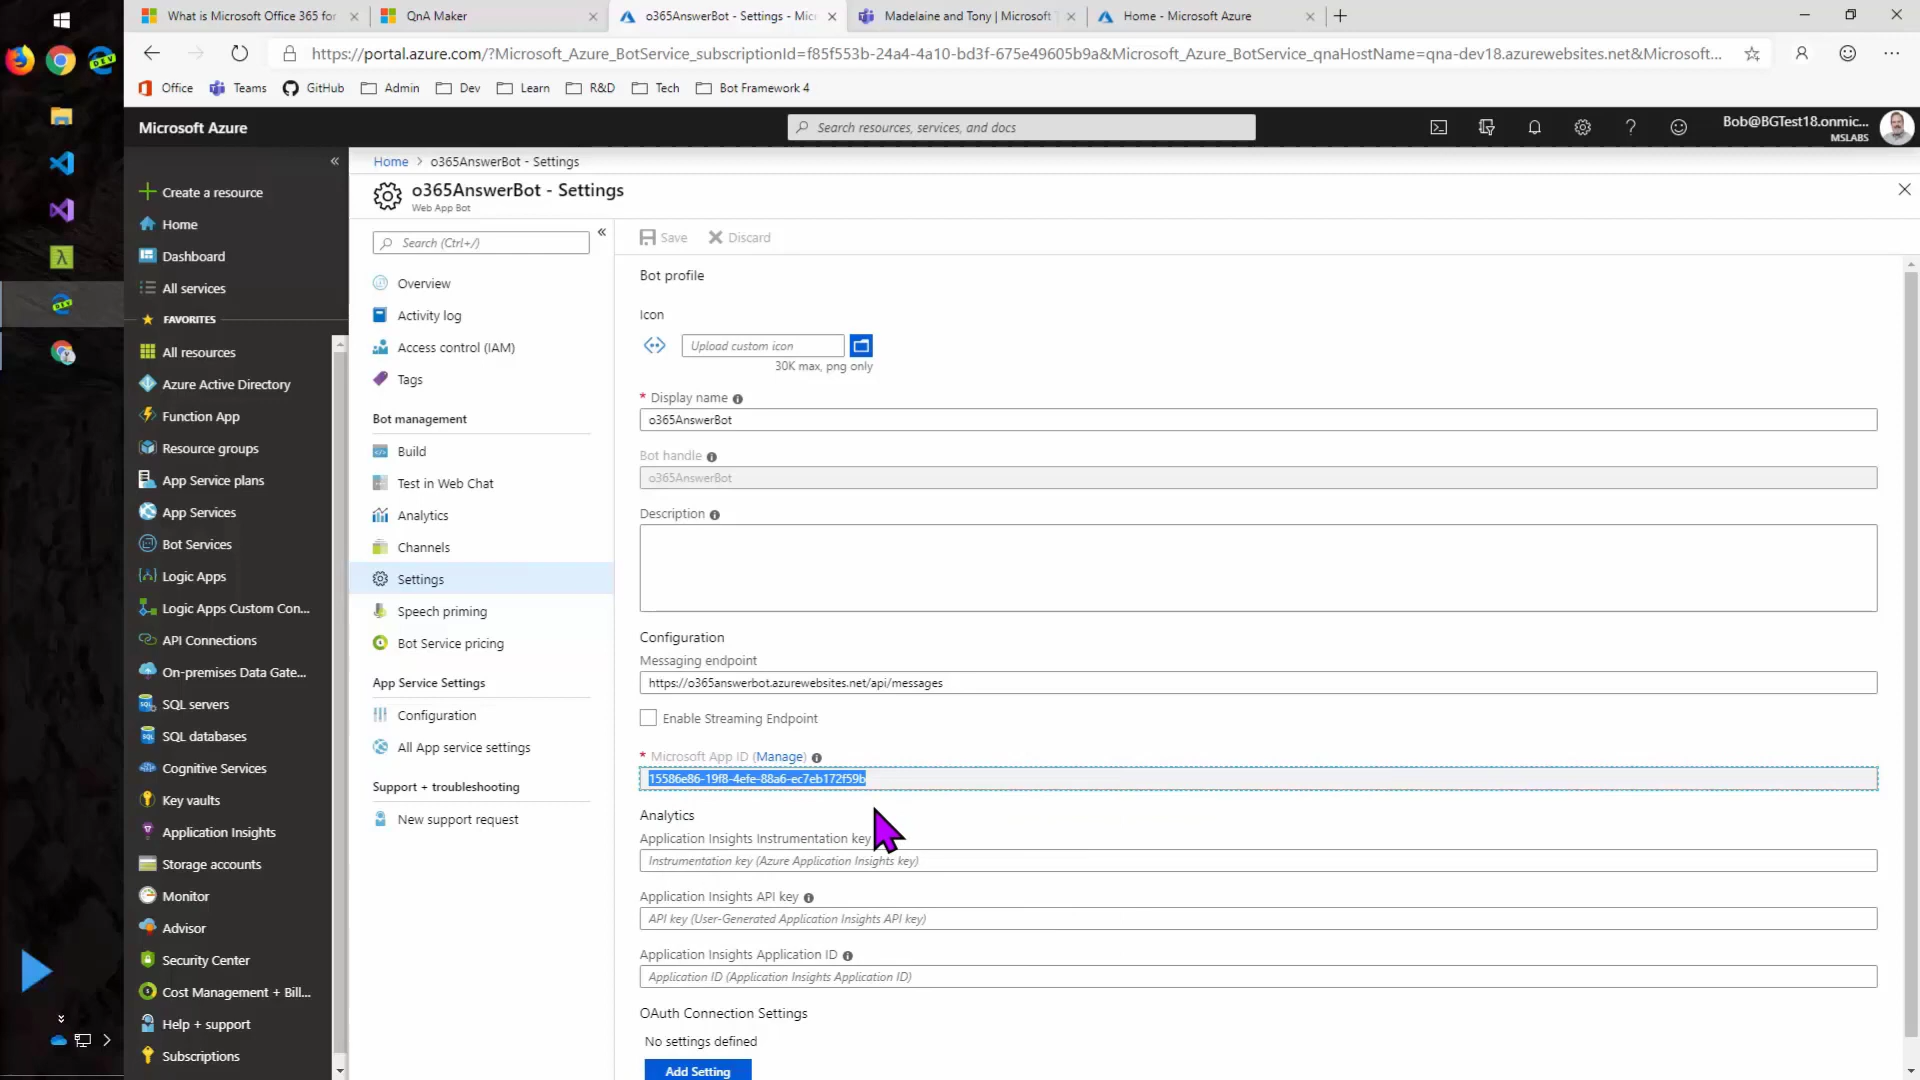 What is Microsoft Office 365 for
QnA Maker
o365AnswerBot - Settings - Mic
Madelaine and Tony | Microsoft T
Home - Microsoft Azure
https://portal.azure.com/?Microsoft_Azure_BotService_subscriptionId=f85f553b-24a4-4a10-bd3f-675e49605b9a&Microsoft_Azure_BotService_qnaHostName=qna-dev18.azurewebsites.net&Microsoft...
Office
Teams
GitHub
Admin
Dev
Learn
R&D
Tech
Bot Framework 4
Microsoft Azure
Search resources, services, and docs
Bob@BGTest18.onmic...
MSLABS
Create a resource
Home
Dashboard
All services
FAVORITES
All resources
Azure Active Directory
Function App
Resource groups
App Service plans
App Services
Bot Services
Logic Apps
Logic Apps Custom Con...
API Connections
On-premises Data Gate...
SQL servers
SQL databases
Cognitive Services
Key vaults
Application Insights
Storage accounts
Monitor
Advisor
Security Center
Cost Management + Bill...
Help + support
Subscriptions
Home > o365AnswerBot - Settings
o365AnswerBot - Settings
Web App Bot
Search (Ctrl+/)
Overview
Activity log
Access control (IAM)
Tags
Bot management
Build
Test in Web Chat
Analytics
Channels
Settings
Speech priming
Bot Service pricing
App Service Settings
Configuration
All App service settings
Support + troubleshooting
New support request
Save
Discard
Bot profile
Icon
Upload custom icon
30K max, png only
* Display name
o365AnswerBot
Bot handle
o365AnswerBot
Description
Configuration
Messaging endpoint
https://o365answerbot.azurewebsites.net/api/messages
Enable Streaming Endpoint
* Microsoft App ID (Manage)
15586e86-19f8-4efe-88a6-ec7eb172f59b
Analytics
Application Insights Instrumentation key
Instrumentation key (Azure Application Insights key)
Application Insights API key
API key (User-Generated Application Insights API key)
Application Insights Application ID
Application ID (Application Insights Application ID)
OAuth Connection Settings
No settings defined
Add Setting